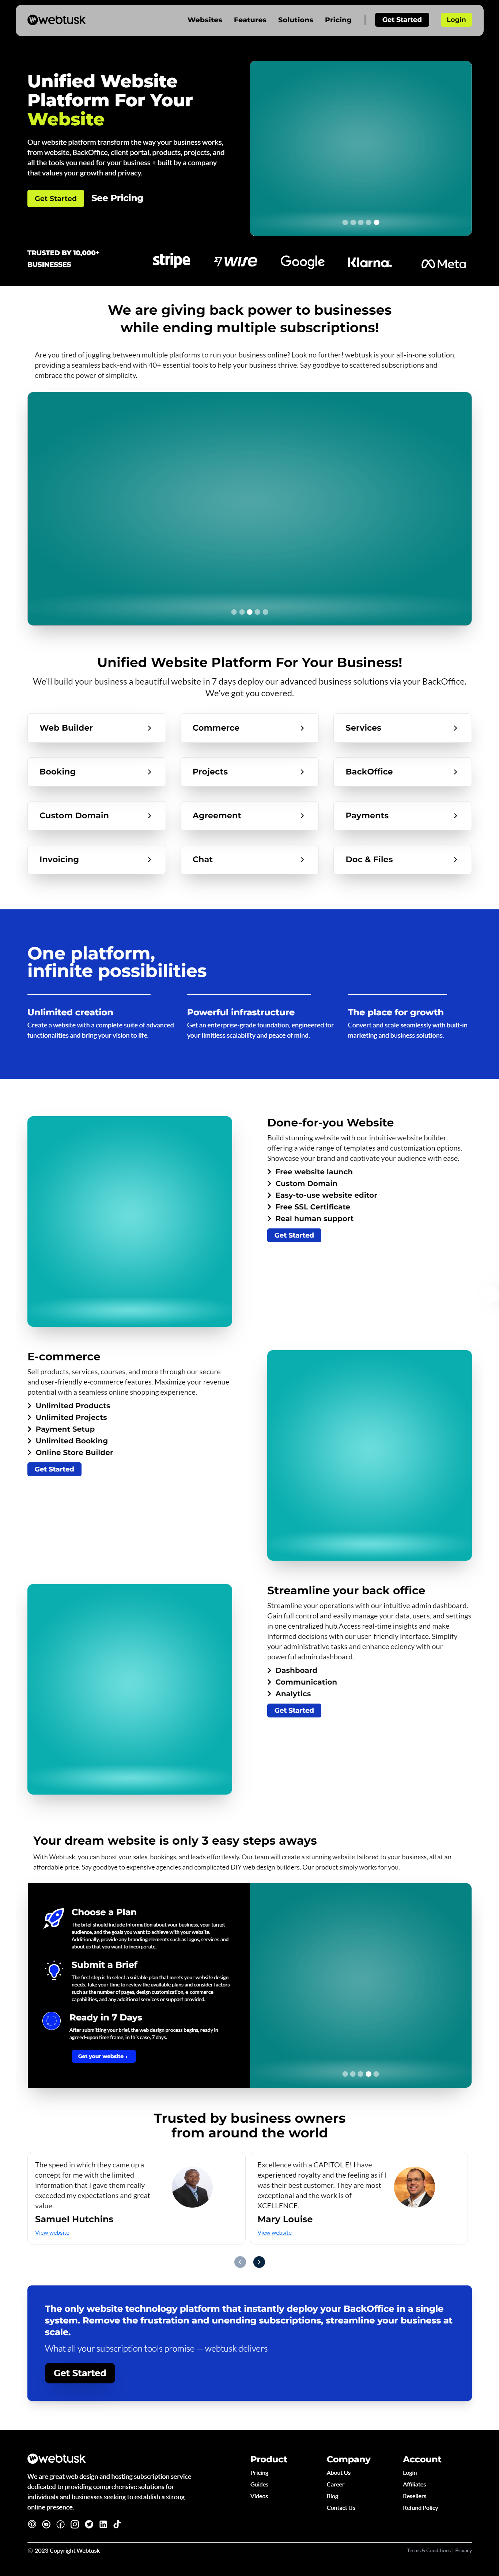 webtusk
Websites Features Solutions Pricing Get Started Login
Unified Website
Platform For Your
Website
Our website platform transform the way your business works,
from website, BackOffice, client portal, products, projects, and
all the tools you need for your business + built by a company
that values your growth and privacy.
Get Started See Pricing
TRUSTED BY 10,000+
BUSINESSES
stripe WISE Google Klarna. Meta
We are giving back power to businesses
while ending multiple subscriptions!
Are you tired of juggling between multiple platforms to run your business online? Look no further! webtusk is your all-in-one solution,
providing a seamless back-end with 40+ essential tools to help your business thrive. Say goodbye to scattered subscriptions and
embrace the power of simplicity.
Unified Website Platform For Your Business!
We'll build your business a beautiful website in 7 days deploy our advanced business solutions via your BackOffice.
We've got you covered.
Web Builder Commerce Services
Booking Projects BackOffice
Custom Domain Agreement Payments
Invoicing Chat Doc & Files
One platform,
infinite possibilities
Unlimited creation
Create a website with a complete suite of advanced
functionalities and bring your vision to life.
Powerful infrastructure
Get an enterprise-grade foundation, engineered for
your limitless scalability and peace of mind.
The place for growth
Convert and scale seamlessly with built-in
marketing and business solutions.
Done-for-you Website
Build stunning website with our intuitive website builder,
offering a wide range of templates and customization options.
Showcase your brand and captivate your audience with ease.
Free website launch
Custom Domain
Easy-to-use website editor
Free SSL Certificate
Real human support
Get Started
E-commerce
Sell products, services, courses, and more through our secure
and user-friendly e-commerce features. Maximize your revenue
potential with a seamless online shopping experience.
Unlimited Products
Unlimited Projects
Payment Setup
Unlimited Booking
Online Store Builder
Get Started
Streamline your back office
Streamline your operations with our intuitive admin dashboard.
Gain full control and easily manage your data, users, and settings
in one centralized hub.Access real-time insights and make
informed decisions with our user-friendly interface. Simplify
your administrative tasks and enhance eciency with our
powerful admin dashboard.
Dashboard
Communication
Analytics
Get Started
Your dream website is only 3 easy steps aways
With Webtusk, you can boost your sales, bookings, and leads effortlessly. Our team will create a stunning website tailored to your business, all at an
affordable price. Say goodbye to expensive agencies and complicated DIY web design builders. Our product simply works for you.
Choose a Plan
The brief should include information about your business, your target
audience, and the goals you want to achieve with your website.
Additionally, provide any branding elements such as logos, services and
about us that you want to incorporate.
Submit a Brief
The first step is to select a suitable plan that meets your website design
needs. Take your time to review the available plans and consider factors
such as the number of pages, design customization, e-commerce
capabilities, and any additional services or support provided.
Ready in 7 Days
After submitting your brief, the web design process begins, ready in
agreed-upon time frame, in this case, 7 days.
Get your website
Trusted by business owners
from around the world
The speed in which they came up a
concept for me with the limited
information that I gave them really
exceeded my expectations and great
value.
Samuel Hutchins
View website
Excellence with a CAPITOL E! I have
experienced royalty and the feeling as if I
was their best customer. They are most
exceptional and the work is of
XCELLENCE.
Mary Louise
View website
The only website technology platform that instantly deploy your BackOffice in a single
system. Remove the frustration and unending subscriptions, streamline your business at
scale.
What all your subscription tools promise — webtusk delivers
Get Started
webtusk
We are great web design and hosting subscription service
dedicated to providing comprehensive solutions for
individuals and businesses seeking to establish a strong
online presence.
Product
Pricing
Guides
Videos
Company
About Us
Career
Blog
Contact Us
Account
Login
Affiliates
Resellers
Refund Policy
© 2023 Copyright Webtusk
Terms & Conditions | Privacy